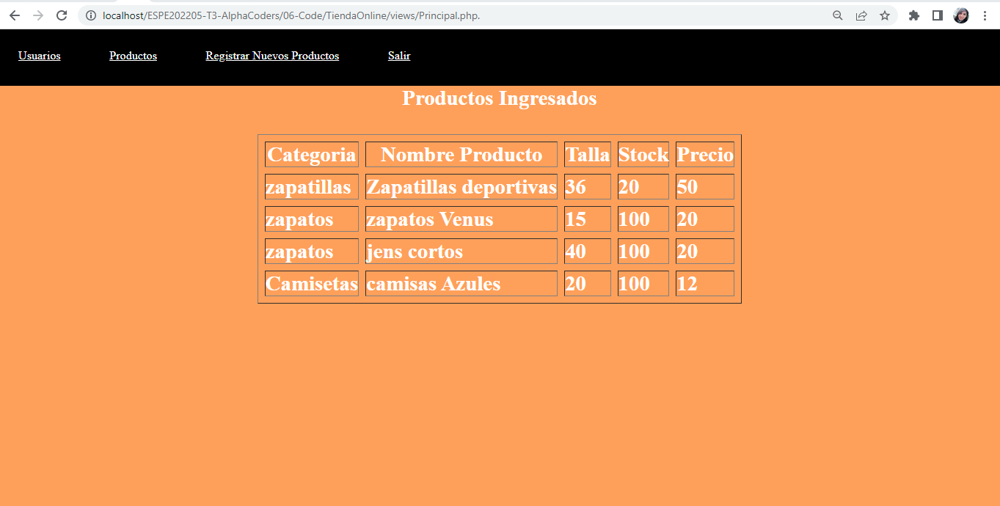 localhost/ESPE202205-T3-AlphaCoders/06-Code/TiendaOnline/views/Principal.php.
Usuarios Productos Registrar Nuevos Productos Salir
Productos Ingresados
Categoria Nombre Producto Talla Stock Precio
zapatillas Zapatillas deportivas 36 20 50
zapatos zapatos Venus 15 100 20
zapatos jens cortos 40 100 20
Camisetas camisas Azules 20 100 12